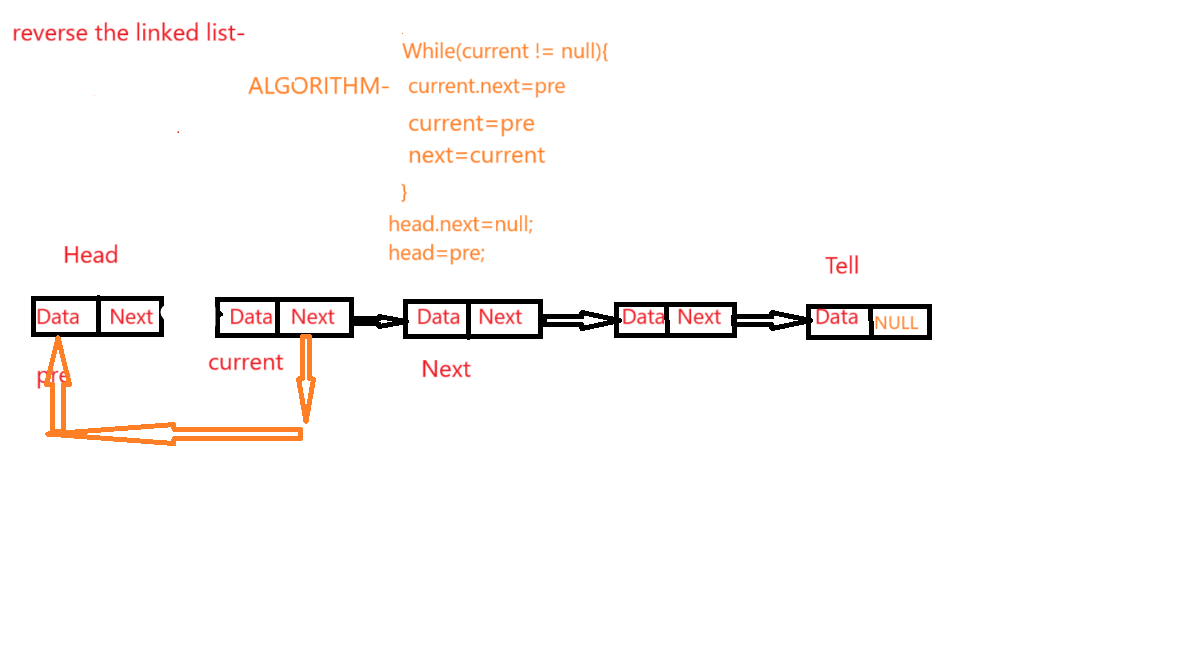 reverse the linked list-
While(current != null){
ALGORITHM- current.next=pre
current=pre
next=current
}
head.next=null;
head=pre;
Head
Tell
Data Next Data Next Data Next Data Next Data NULL
pre current Next